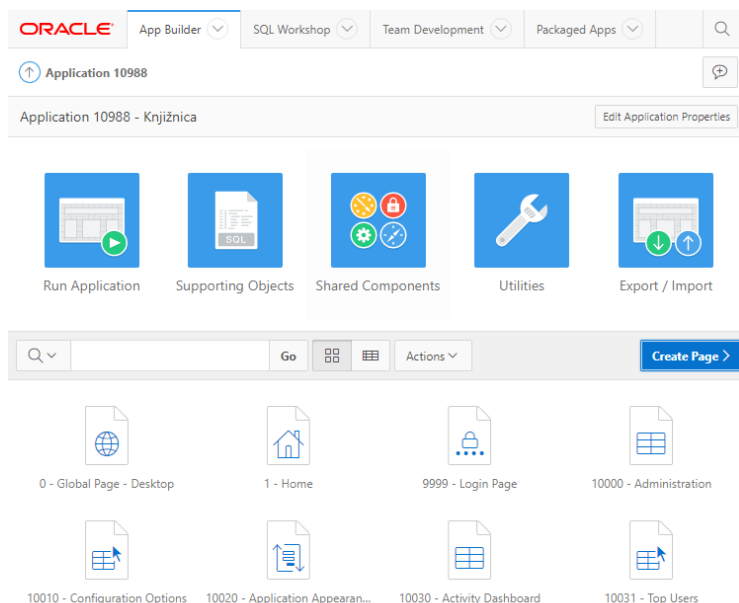 ORACLE App Builder SQL Workshop Team Development Packaged Apps
Application 10988
Application 10988 - Knjižnica Edit Application Properties
SQL
Run Application Supporting Objects Shared Components Utilities Export / Import
Go Actions Create Page
0 - Global Page - Desktop 1 - Home 9999 - Login Page 10000 - Administration
10010 - Configuration Options 10020 - Application Appearan... 10030 - Activity Dashboard 10031 - Top Users